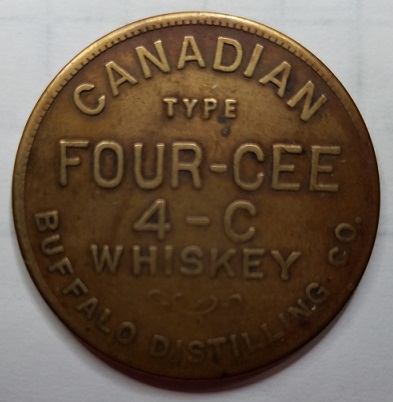 CANADIAN
TYPE
FOUR-CEE
4-C
WHISKEY
BUFFALO DISTILLING CO.